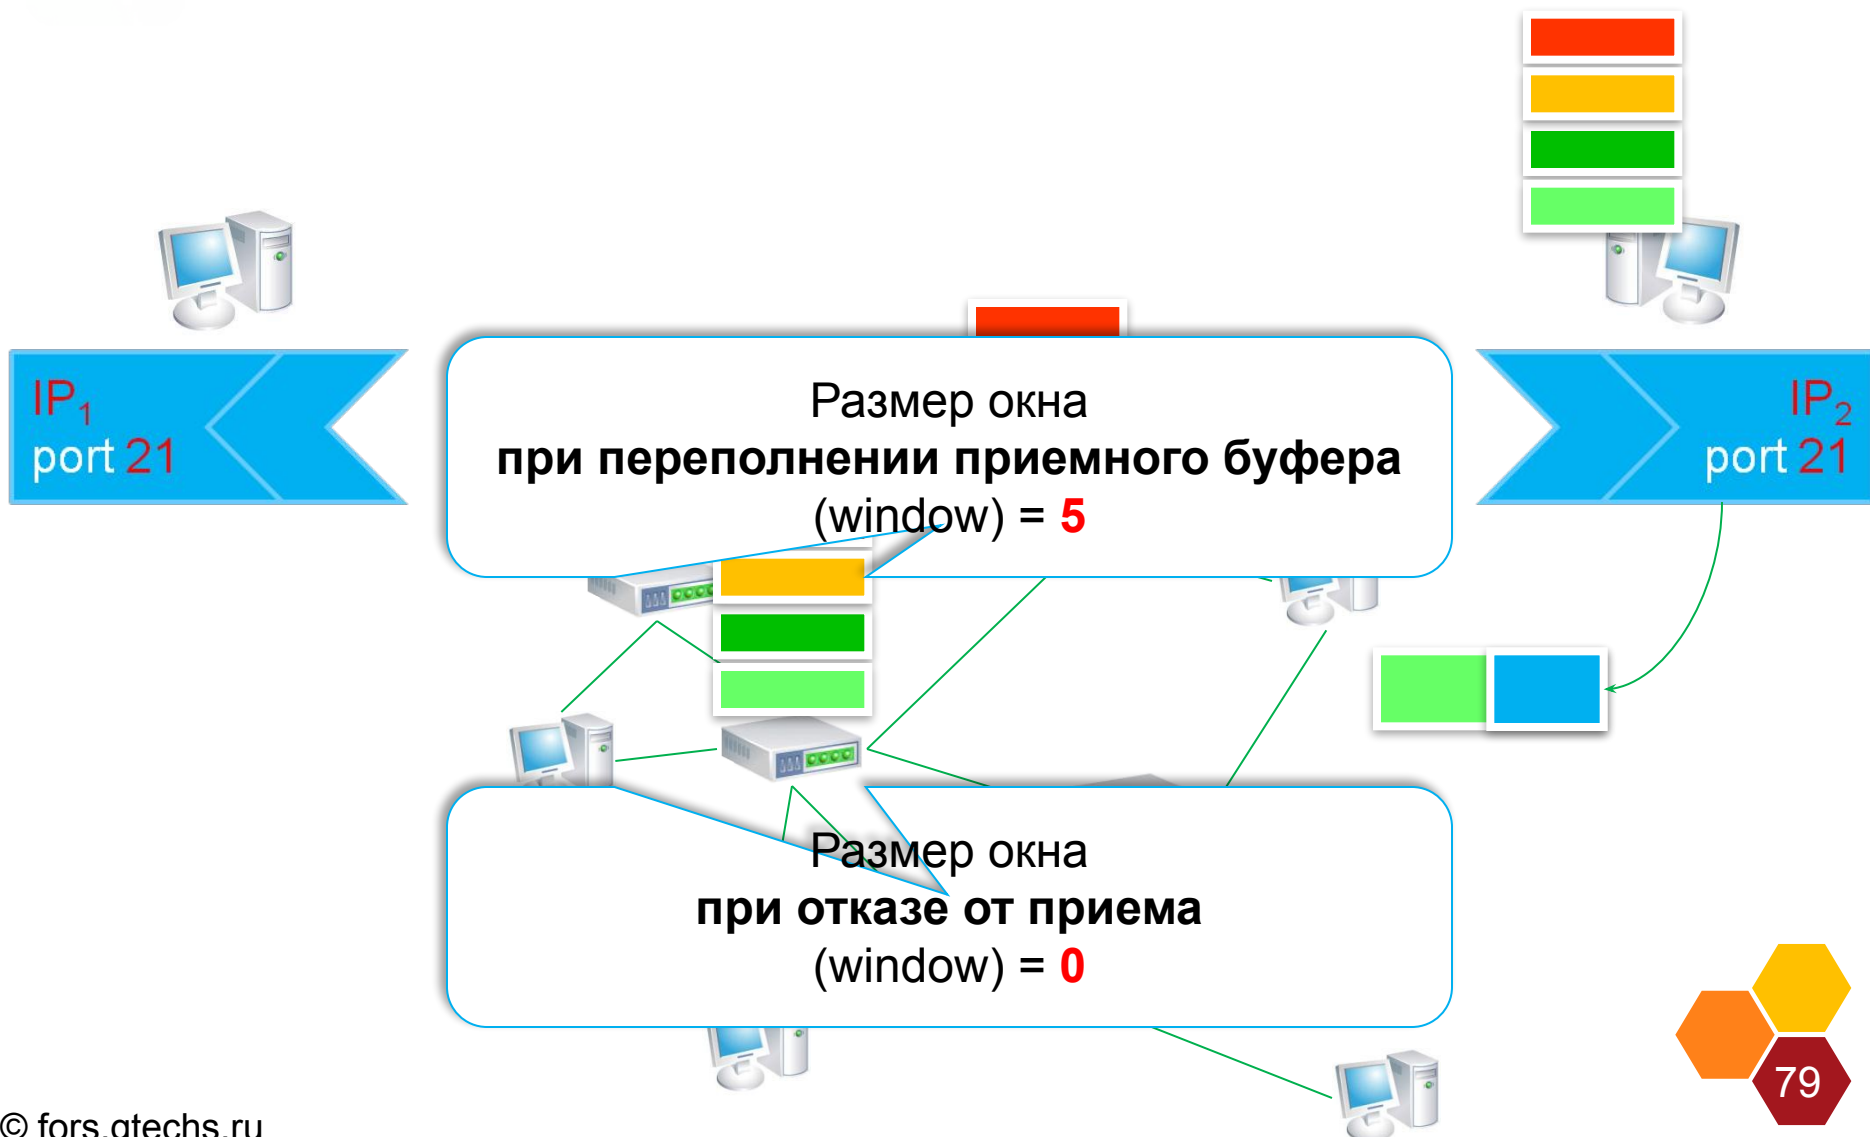 IP1
port 21
Размер окна
при переполнении приемного буфера
(window) = 5
IP2
port 21
Размер окна
при отказе от приема
(window) = 0
79
© fors.qtechs.ru